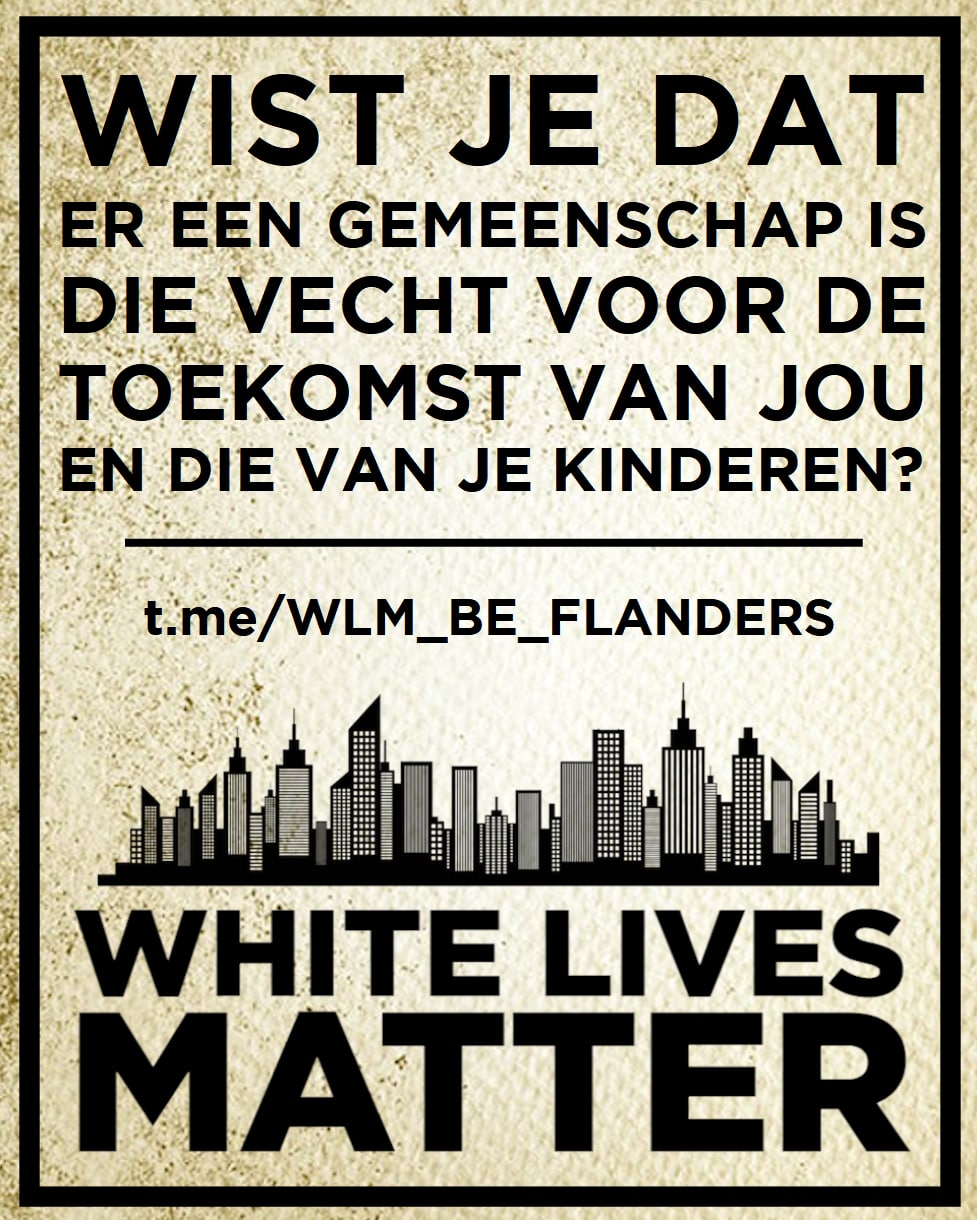 WIST JE DAT
ER EEN GEMEENSCHAP IS
DIE VECHT VOOR DE
TOEKOMST VAN JOU
EN DIE VAN JE KINDEREN?
t.me/WLM_BE_FLANDERS
WHITE LIVES
MATTER